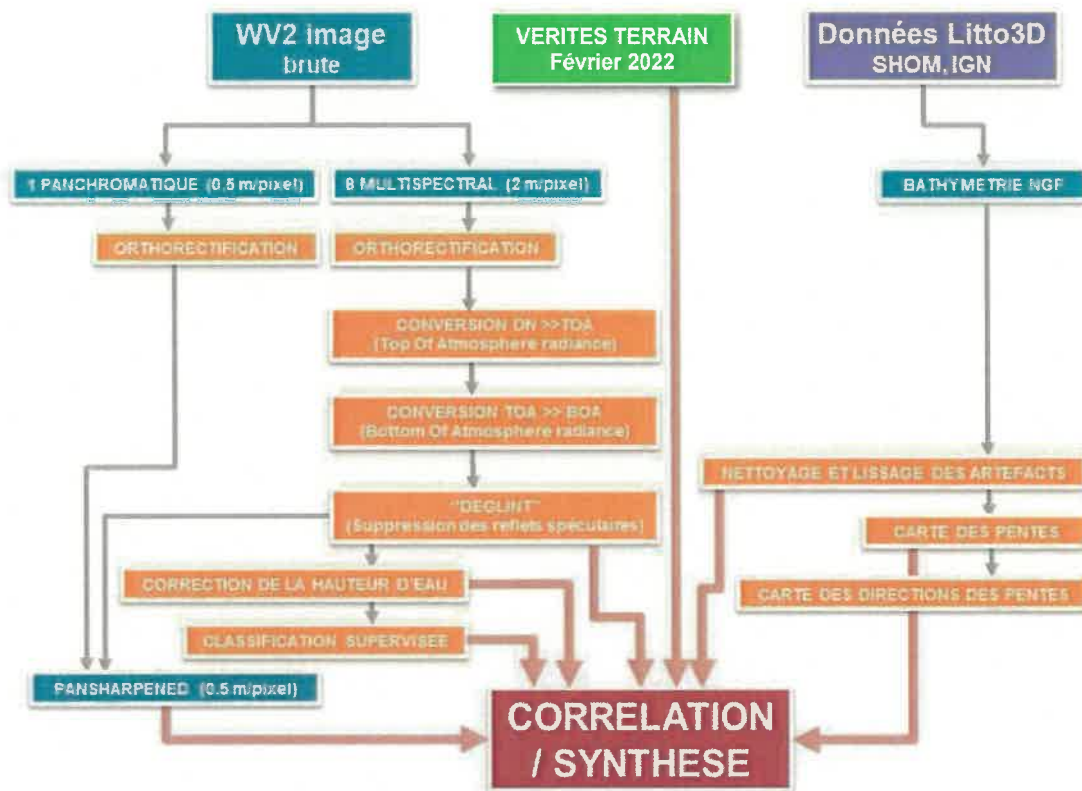 WV2 image
brute
VERITES TERRAIN
Février 2022
Données Litto3D
SHOM, IGN
1 PANCHROMATIQUE (0.5 m/pixel)
8 MULTISPECTRAL (2 m/pixel)
BATHYMETRIE NGF
ORTHORECTIFICATION
ORTHORECTIFICATION
CONVERSION DN >>TOA
(Top Of Atmosphere radiance)
CONVERSION TOA >> BOA
(Bottom Of Atmosphere radiance)
NETTOYAGE ET LISSAGE DES ARTEFACTS
"DEGLINT"
(Suppression des reflets spéculaires)
CARTE DES PENTES
CORRECTION DE LA HAUTEUR D'EAU
CARTE DES DIRECTIONS DES PENTES
CLASSIFICATION SUPERVISEE
PANSHARPENED (0.5 m/pixel)
CORRELATION
/ SYNTHESE